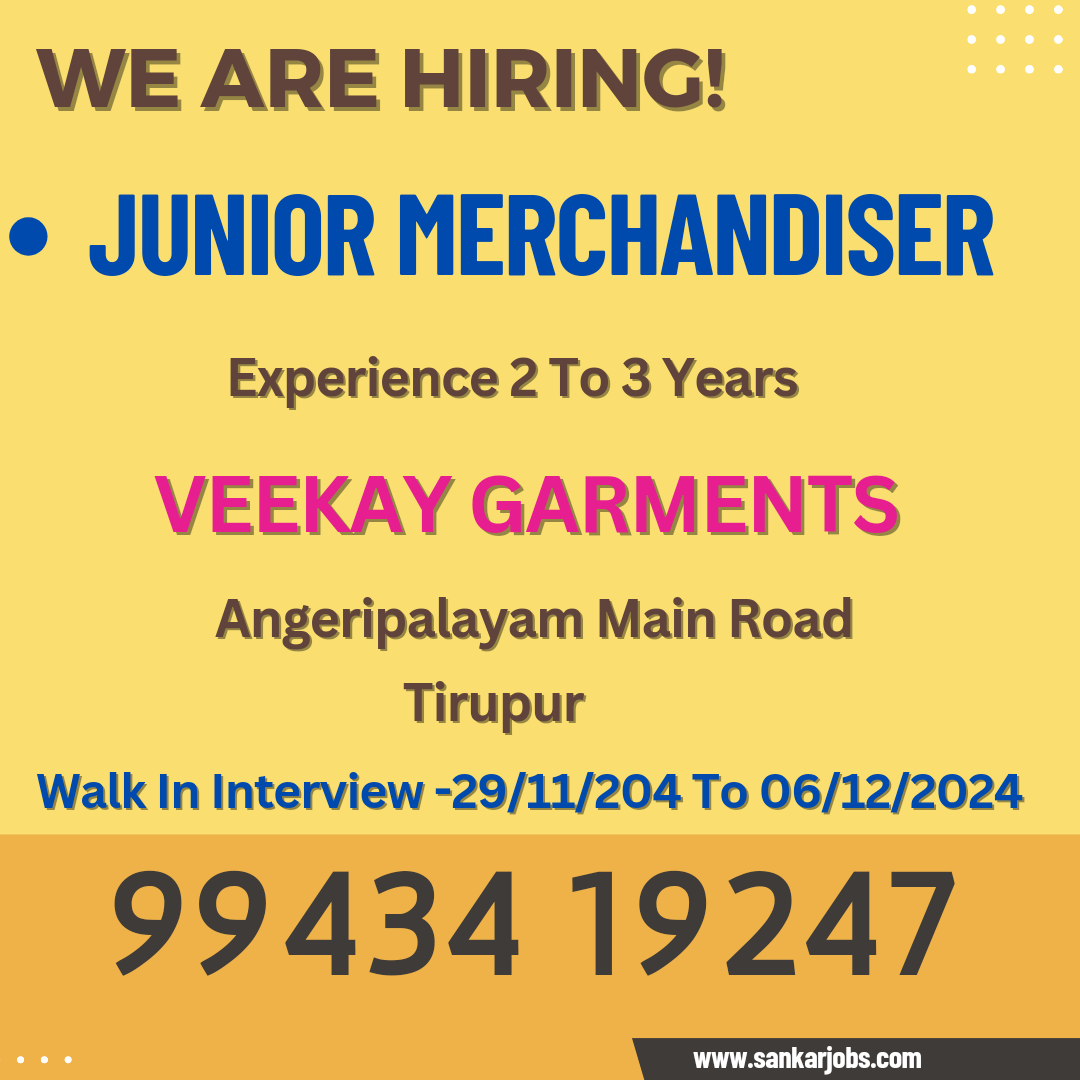 WE ARE HIRING!
• JUNIOR MERCHANDISER
Experience 2 To 3 Years
VEEKAY GARMENTS
Angeripalayam Main Road
Tirupur
Walk In Interview -29/11/204 To 06/12/2024
99434 19247
www.sankarjobs.com